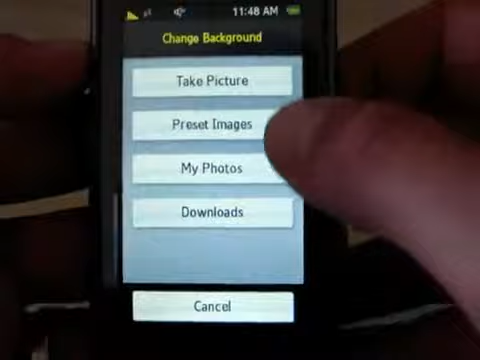 11:48 AM
Change Background
Take Picture
Preset Images
My Photos
Downloads
Cancel